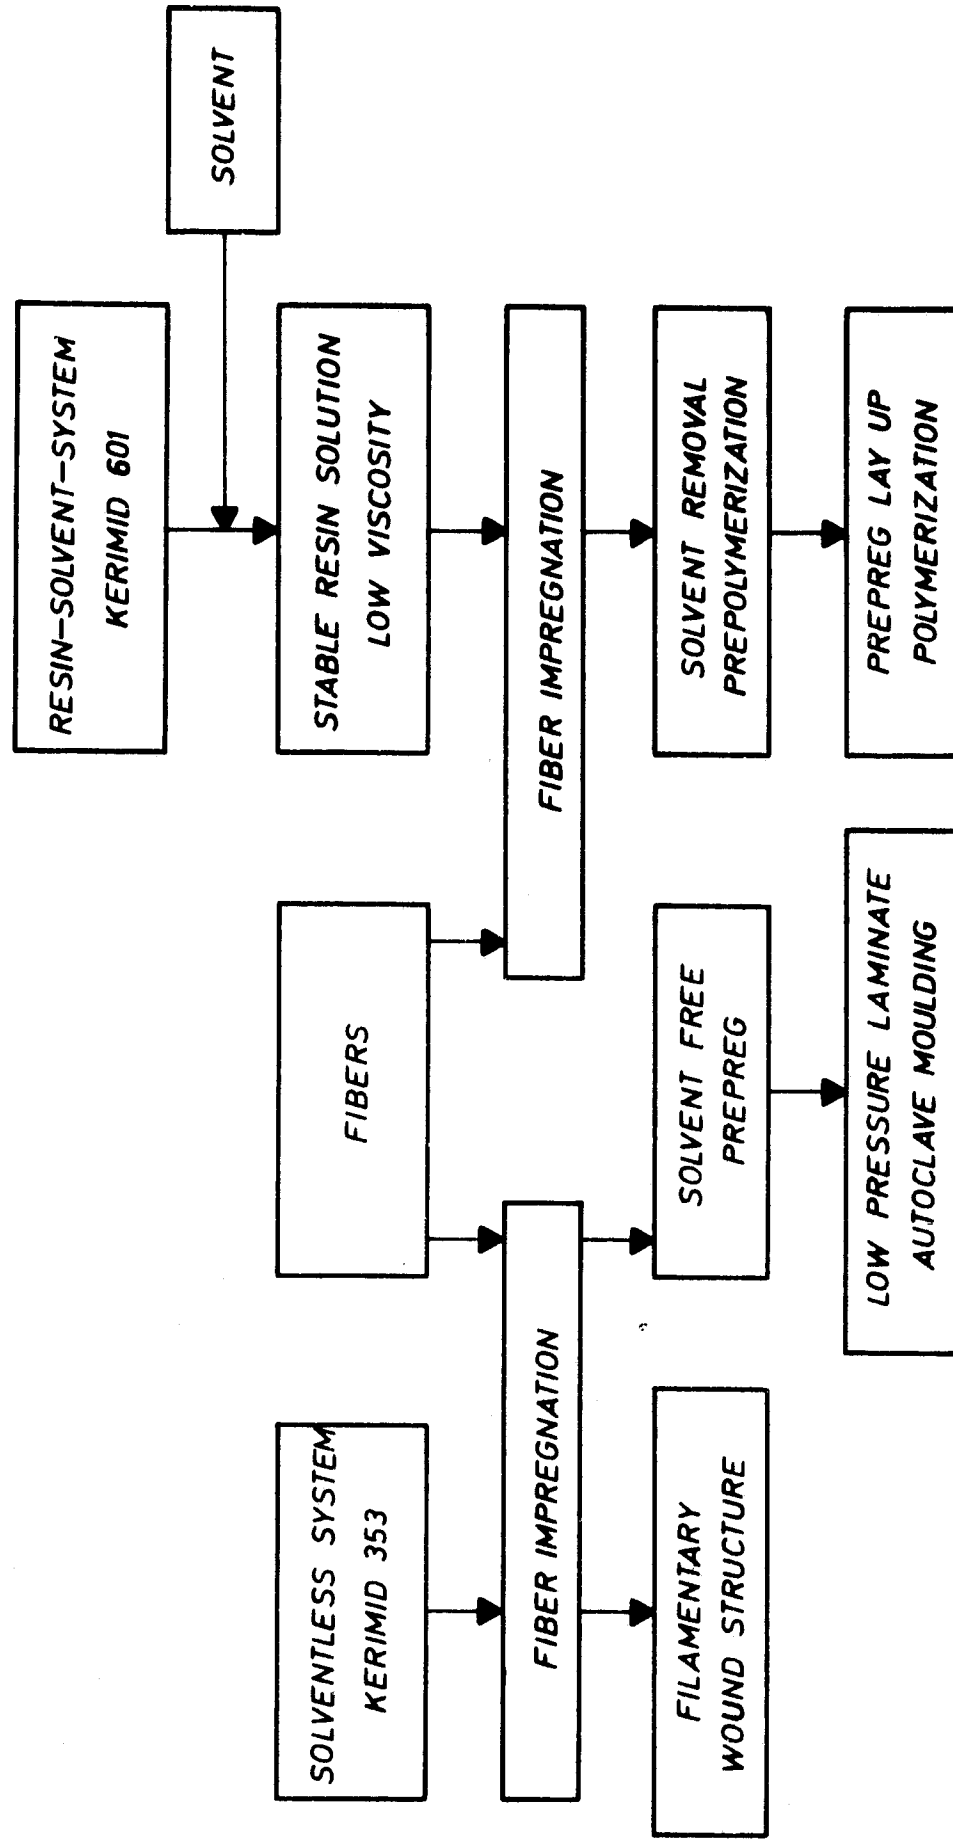 RESIN-SOLVENT-SYSTEM
KERIMID 601
SOLVENT
SOLVENTLESS SYSTEM
KERIMID 353
FIBERS
STABLE RESIN SOLUTION
LOW VISCOSITY
FIBER IMPREGNATION
FIBER IMPREGNATION
FILAMENTARY
WOUND STRUCTURE
SOLVENT FREE
PREPREG
SOLVENT REMOVAL
PREPOLYMERIZATION
LOW PRESSURE LAMINATE
AUTOCLAVE MOULDING
PREPREG LAY UP
POLYMERIZATION